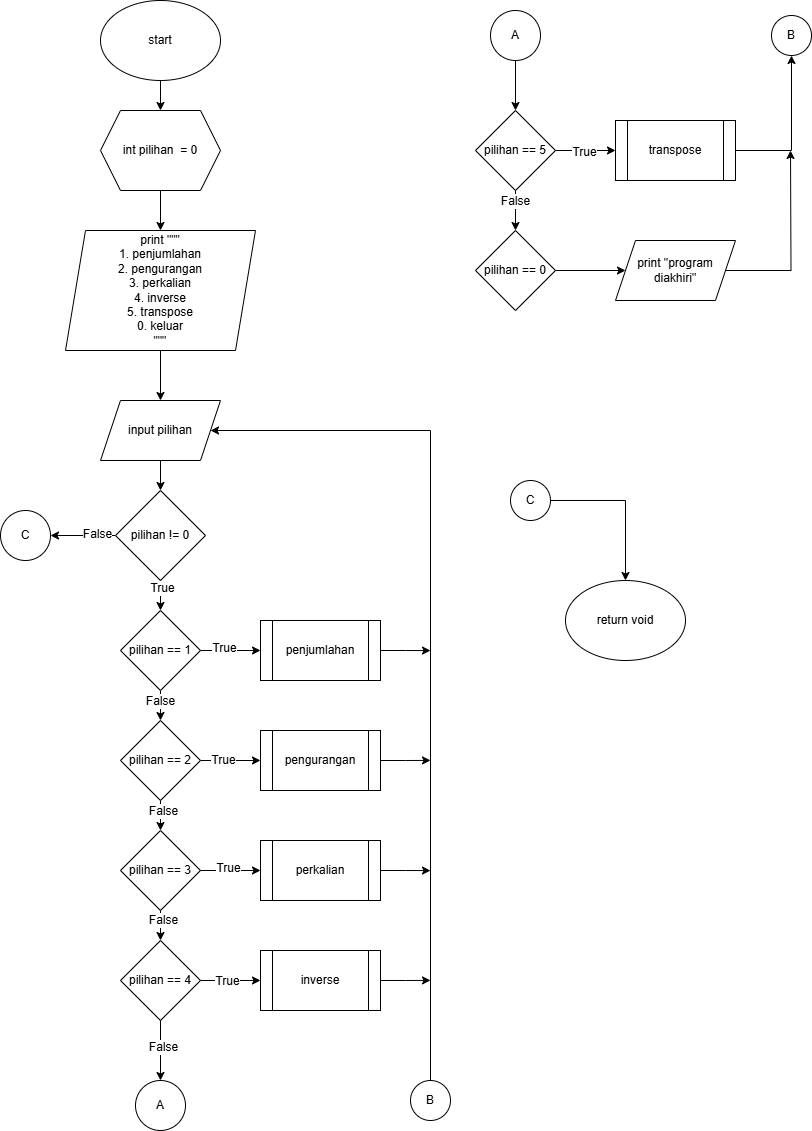 start
int pilihan  = 0
print """
1. penjumlahan
2. pengurangan
3. perkalian
4. inverse
5. transpose
0. keluar
"""
input pilihan
pilihan != 0
False
C
True
pilihan == 1
True
penjumlahan
False
pilihan == 2
True
pengurangan
False
pilihan == 3
True
perkalian
False
pilihan == 4
True
inverse
False
A
B
A
B
pilihan == 5
True
transpose
False
pilihan == 0
print "program
diakhiri"
C
return void